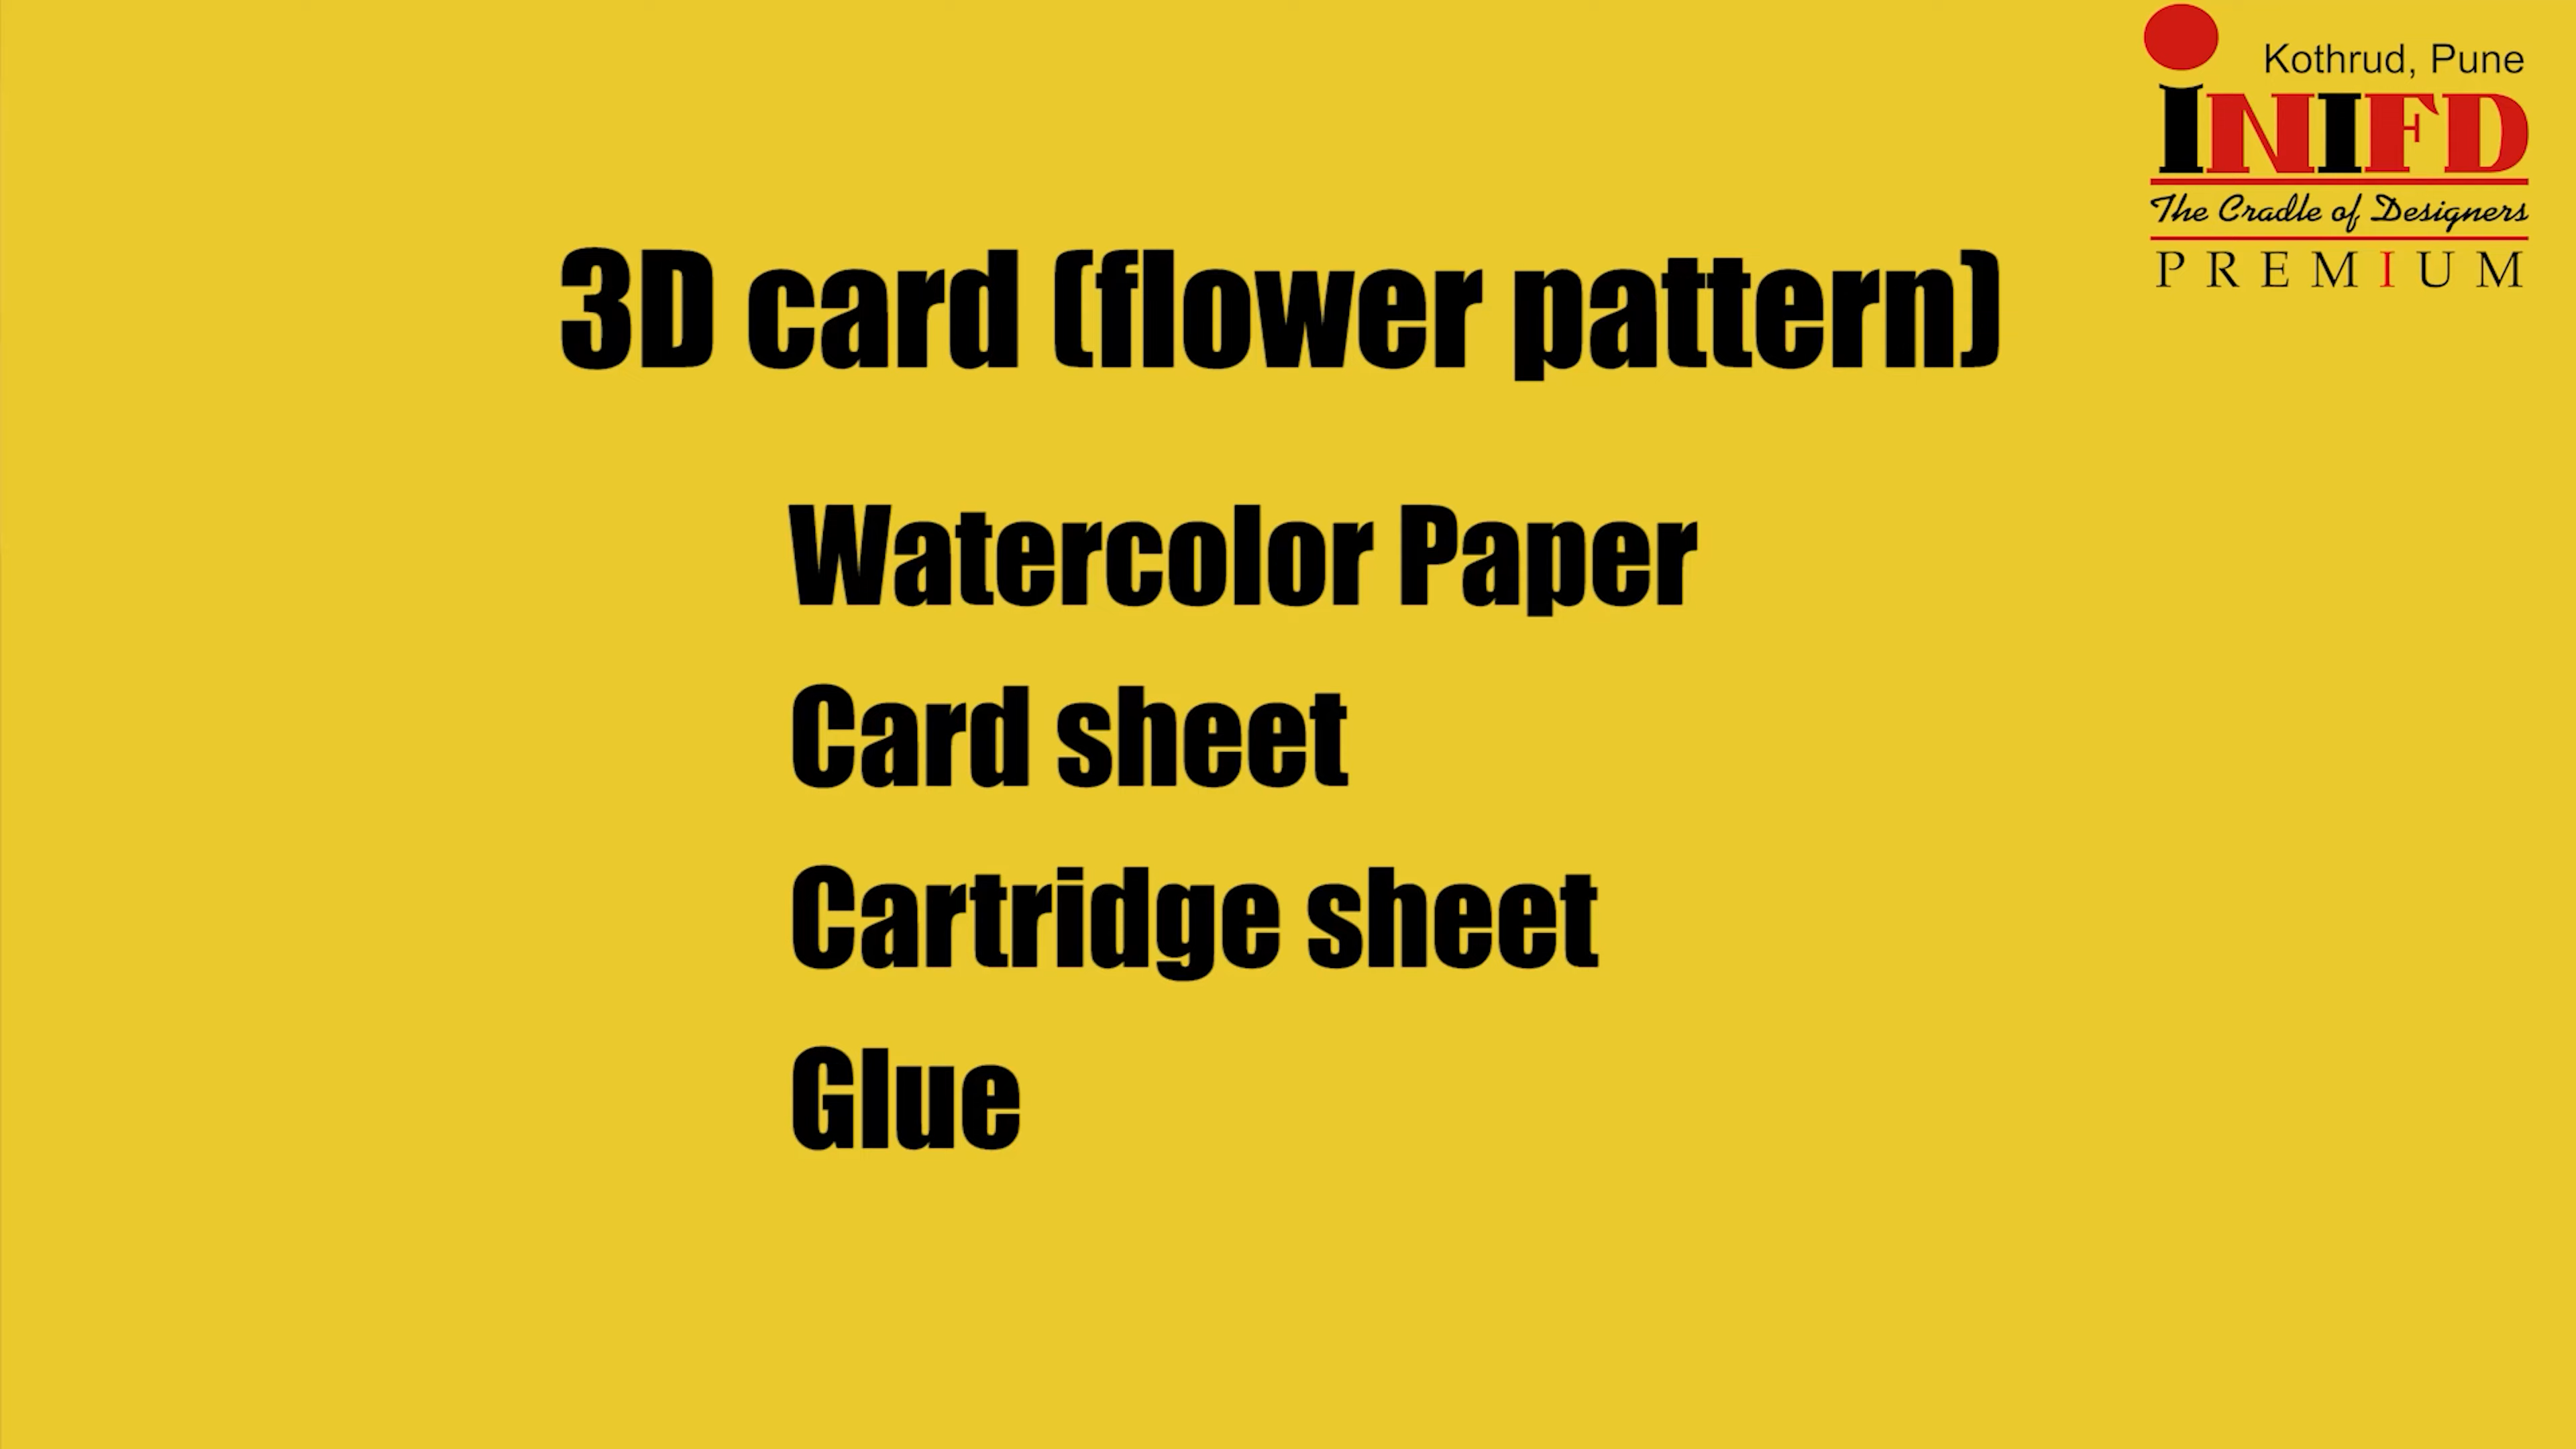 Kothrud, Pune
iNIFD
The Cradle of Designers
PREMIUM
3D card (flower pattern)
Watercolor Paper
Card sheet
Cartridge sheet
Glue